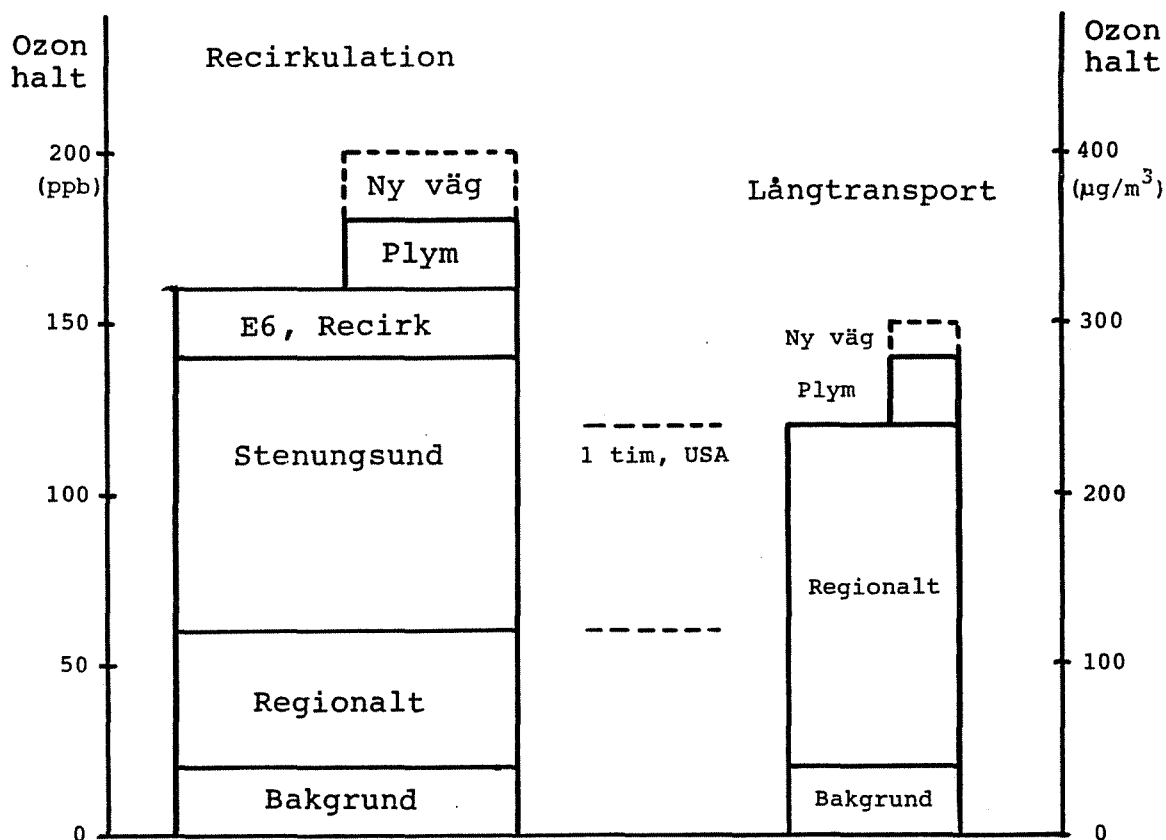 Ozon
halt
Recirkulation
Ozon
halt
200
(ppb)
150
100
50
0
Ny väg
Plym
E6, Recirk
Stenungsund
Regionalt
Bakgrund
1 tim, USA
Långtransport
Ny väg
Plym
Regionalt
Bakgrund
400
(µg/m³)
300
200
100
0